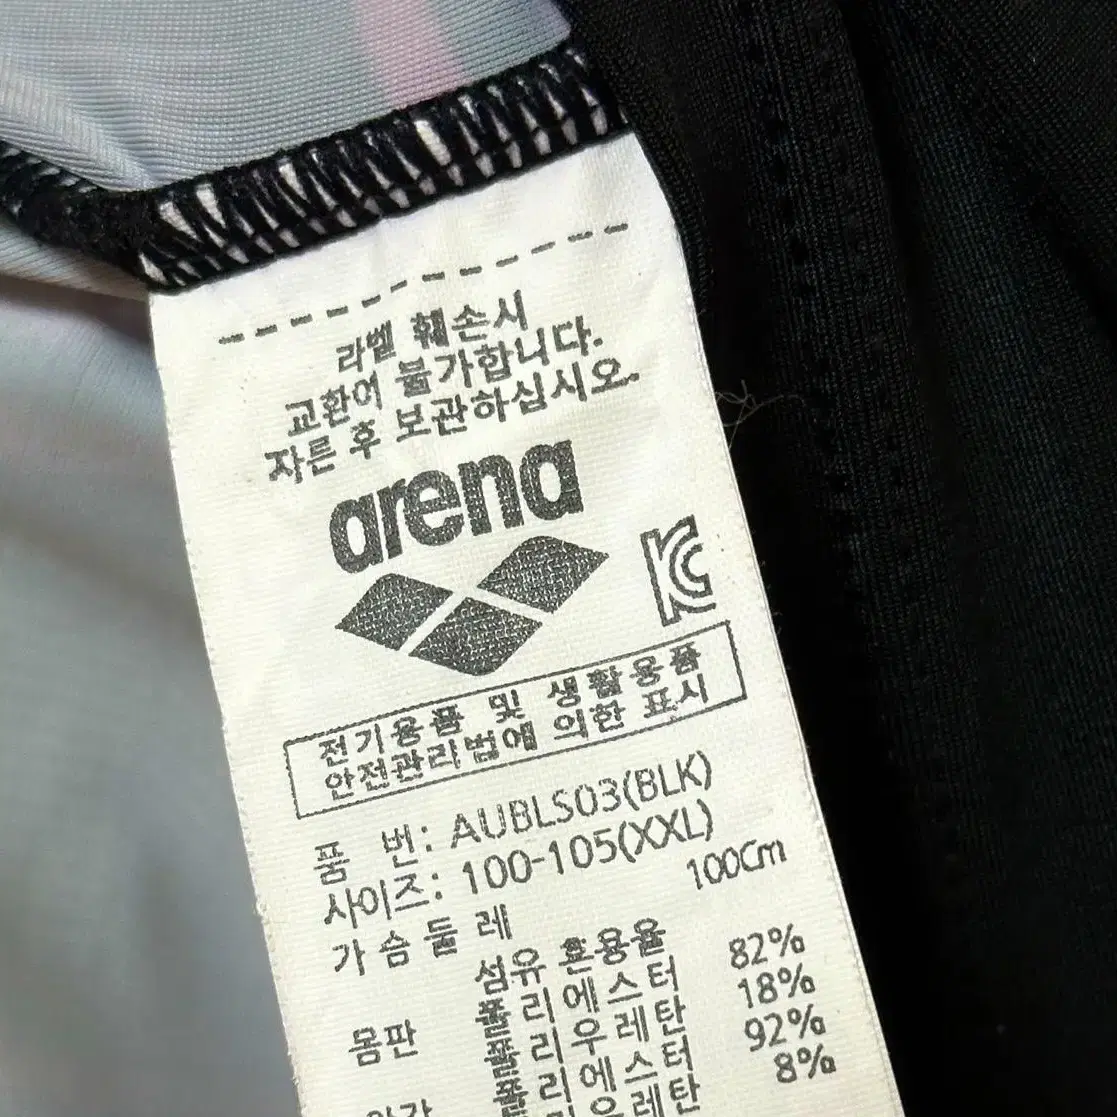 라벨 훼손시
교환이 불가합니다.
자른 후 보관하십시오.
arena
KC
전기용품 및 생활용품
안전관리법에 의한 표시
품 번: AUBLS03(BLK)
사이즈: 100-105(XXL)
가슴둘레 100Cm
섬유 혼용율
몸판 폴리에스터 82%
폴리우레탄 18%
안감 폴리에스터 92%
폴리우레탄 8%